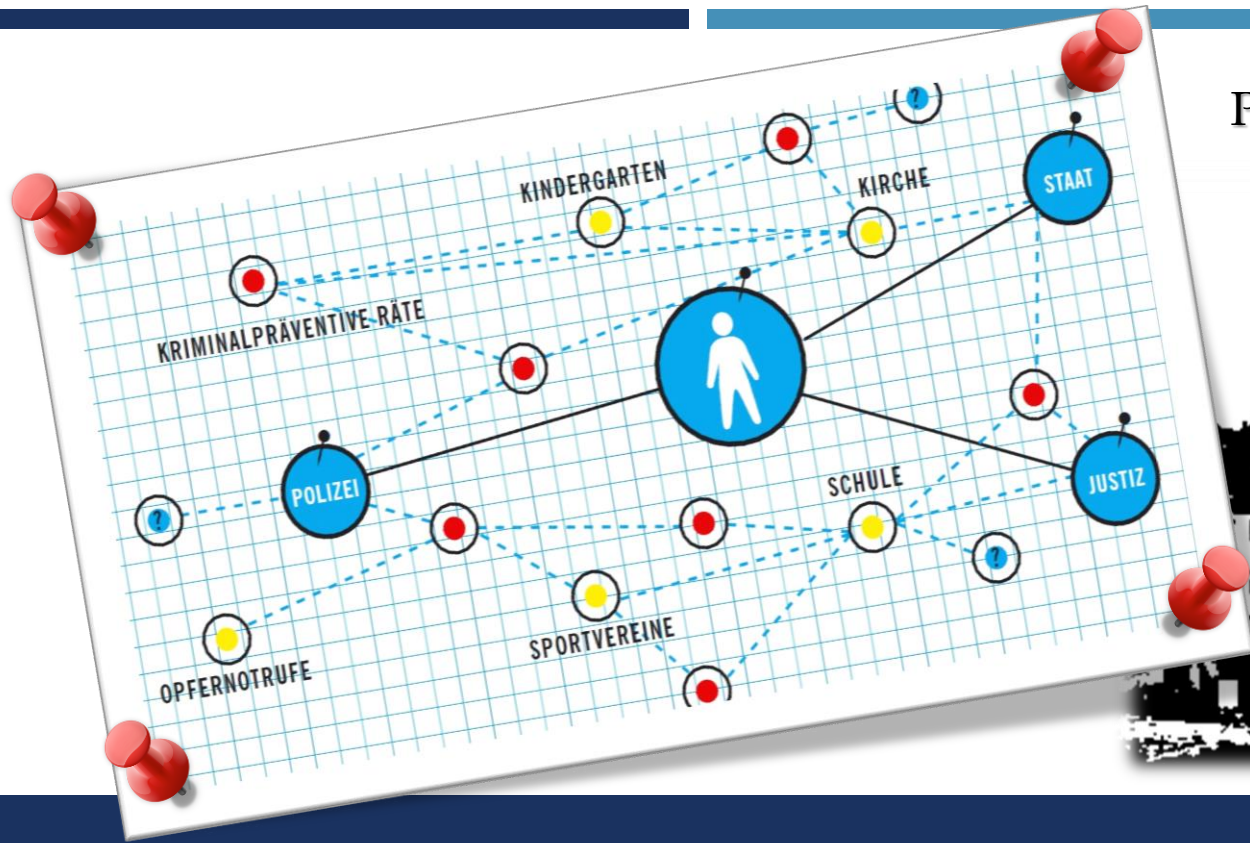 ?
KINDERGARTEN
KIRCHE
STAAT
KRIMINALPRÄVENTIVE RÄTE
POLIZEI
?
SCHULE
JUSTIZ
?
SPORTVEREINE
OPFERNOTRUFE